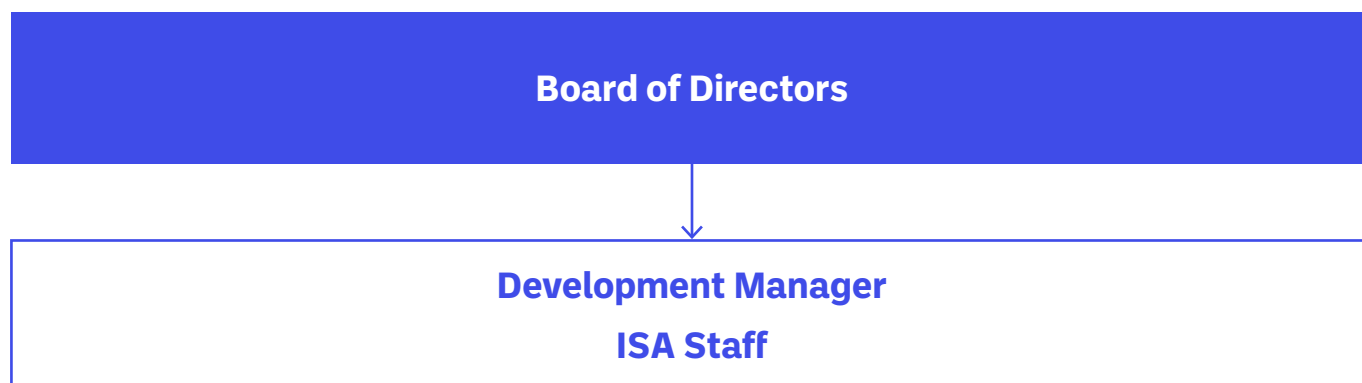 Board of Directors
Development Manager
ISA Staff